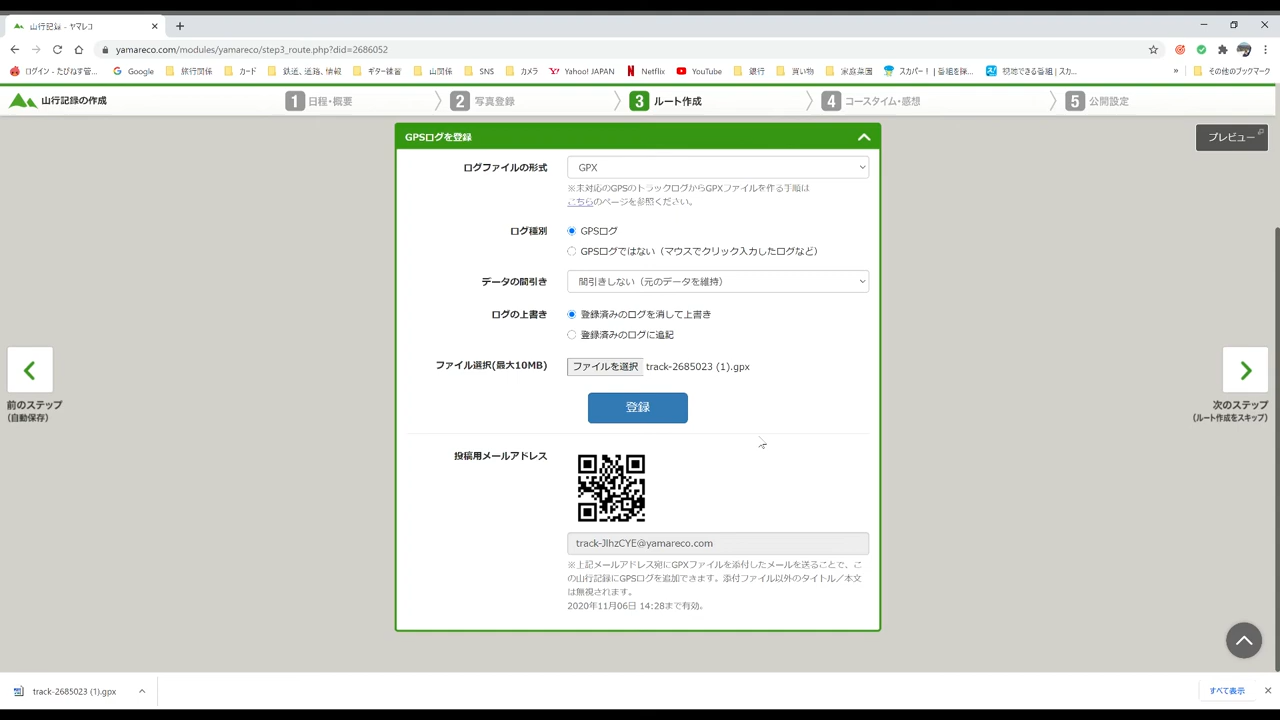 山行記録 - ヤマレコ
yamareco.com/modules/yamareco/step3_route.php?did=2686052
ログイン - たびねす管...
Google
旅行関係
カード
鉄道、道路、情報
ギター練習
山関係
SNS
カメラ
Yahoo! JAPAN
Netflix
YouTube
銀行
買い物
家庭菜園
スカパー！ | 番組を探...
視聴できる番組 | スカ...
»
その他のブックマーク
山行記録の作成
1 日程・概要
2 写真登録
3 ルート作成
4 コースタイム・感想
5 公開設定
プレビュー
GPSログを登録
ログファイルの形式
GPX
※未対応のGPSのトラックログからGPXファイルを作る手順は
こちらのページを参照ください。
ログ種別
GPSログ
GPSログではない（マウスでクリック入力したログなど）
データの間引き
間引きしない（元のデータを維持）
ログの上書き
登録済みのログを消して上書き
登録済みのログに追記
ファイル選択(最大10MB)
ファイルを選択 track-2685023 (1).gpx
登録
前のステップ
(自動保存)
次のステップ
(ルート作成をスキップ)
投稿用メールアドレス
track-JlhzCYE@yamareco.com
※上記メールアドレス宛にGPXファイルを添付したメールを送ることで、こ
の山行記録にGPSログを追加できます。添付ファイル以外のタイトル／本文
は無視されます。
2020年11月06日 14:28まで有効。
track-2685023 (1).gpx
すべて表示